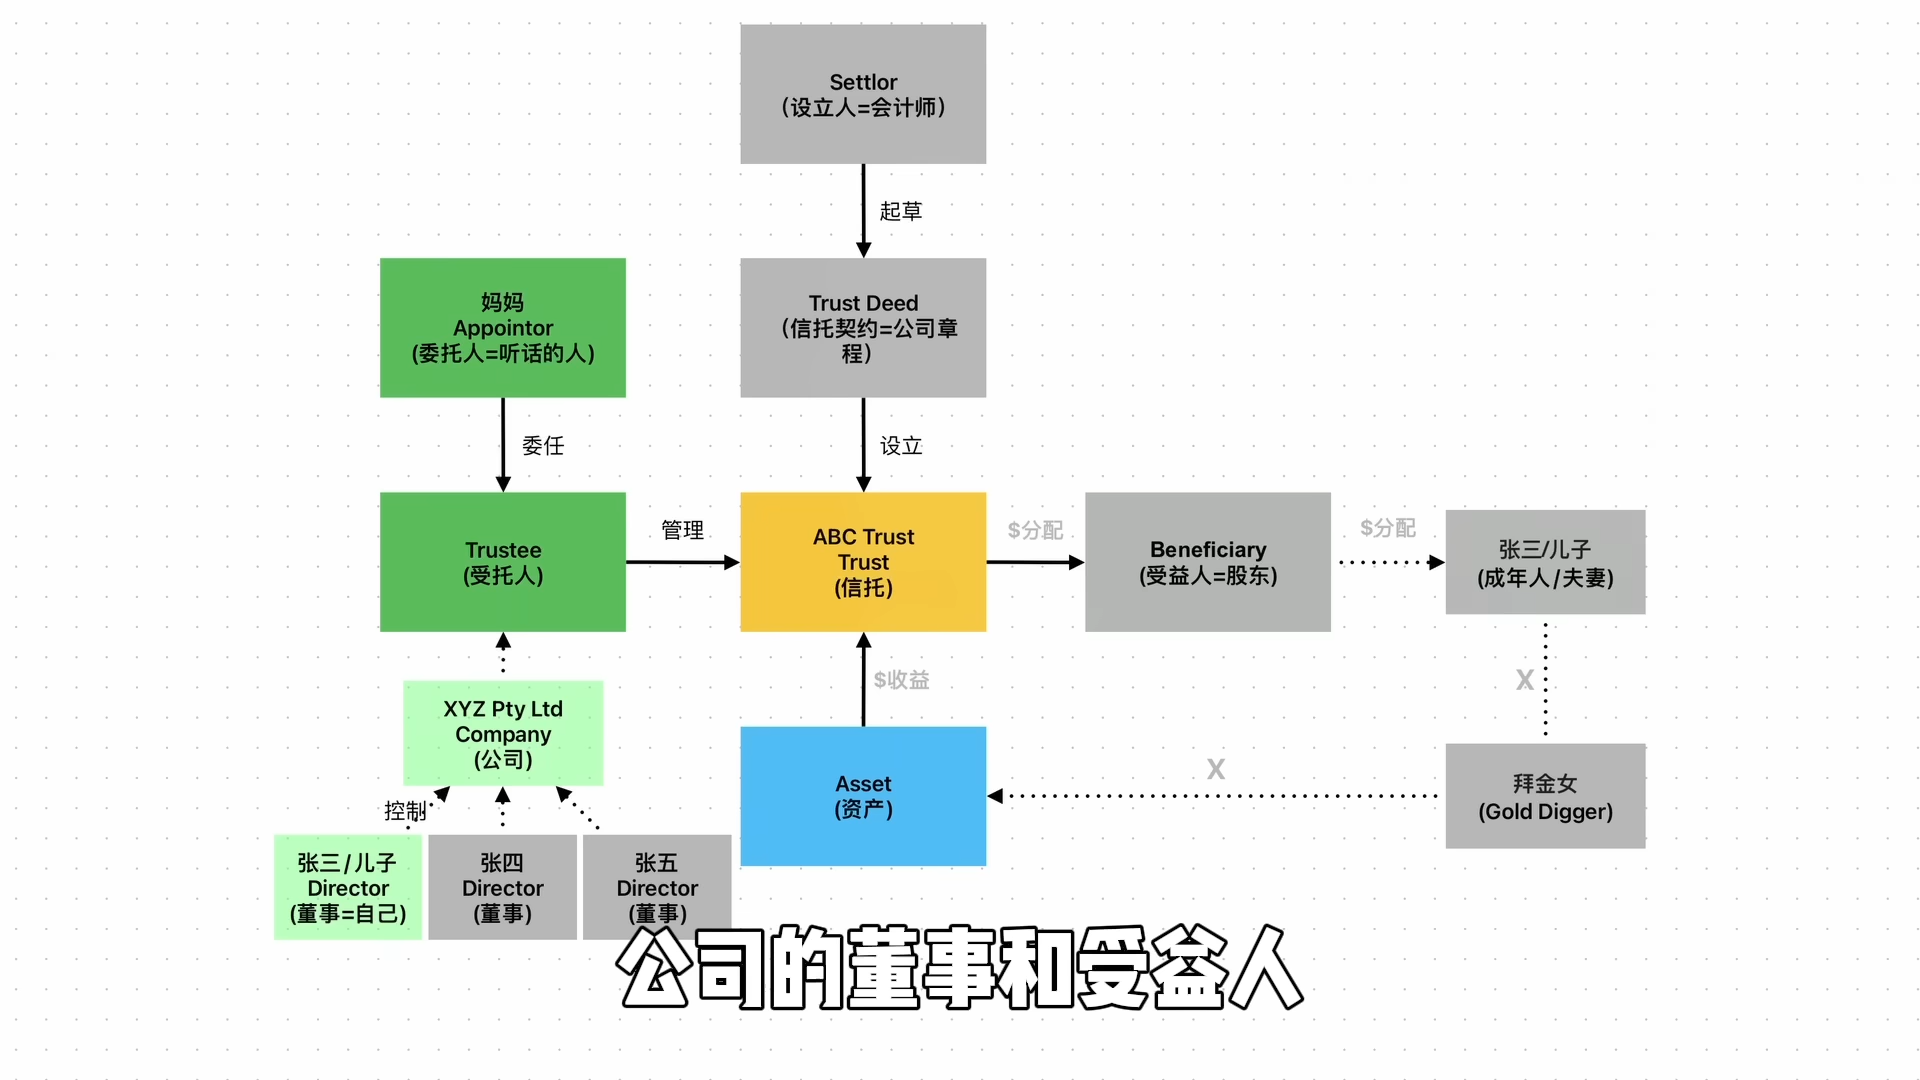 Settlor
（设立人=会计师）
起草
妈妈
Appointor
(委托人=听话的人)
Trust Deed
（信托契约=公司章
程）
委任
设立
Trustee
(受托人)
管理
ABC Trust
Trust
(信托)
$分配
Beneficiary
(受益人=股东)
$分配
张三/儿子
(成年人/夫妻)
X
$收益
XYZ Pty Ltd
Company
(公司)
控制
Asset
(资产)
X
拜金女
(Gold Digger)
张三/儿子
Director
(董事=自己)
张四
Director
(董事)
张五
Director
(董事)
公司的董事和受益人